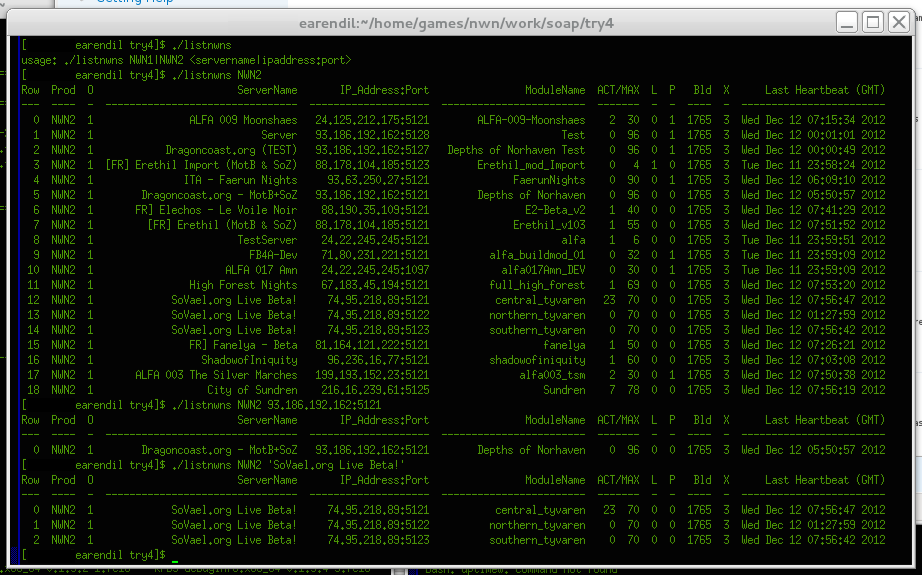 Setting Help
earendil:~/home/games/nwn/work/soap/try4
[ earendil try4]$ ./listnwns
usage: ./listnwns NWN1|NWN2 <servername|ipaddress:port>
[ earendil try4]$ ./listnwns NWN2
Row Prod O ServerName IP_Address:Port ModuleName ACT/MAX L P Bld X Last Heartbeat (GMT)
--- ---- - -------------------------------- -------------------- ------------------------ ------- - - ---- - ------------------------
0 NWN2 1 ALFA 009 Moonshaes 24.125.212.175:5121 ALFA-009-Moonshaes 2 30 0 1 1765 3 Wed Dec 12 07:15:34 2012
1 NWN2 1 Server 93.186.192.162:5128 Test 0 96 0 1 1765 3 Wed Dec 12 00:01:01 2012
2 NWN2 1 Dragoncoast.org (TEST) 93.186.192.162:5127 Depths of Norhaven Test 0 96 0 1 1765 3 Wed Dec 12 00:00:49 2012
3 NWN2 1 [FR] Erethil Import (MotB & SoZ) 88.178.104.185:5123 Erethil_mod_Import 0 4 1 0 1765 3 Tue Dec 11 23:58:24 2012
4 NWN2 1 ITA - Faerun Nights 93.63.250.27:5121 FaerunNights 0 90 0 1 1765 3 Wed Dec 12 06:09:10 2012
5 NWN2 1 Dragoncoast.org - MotB+SoZ 93.186.192.162:5121 Depths of Norhaven 0 96 0 0 1765 3 Wed Dec 12 05:50:57 2012
6 NWN2 1 FR] Elechos - Le Voile Noir 88.190.35.109:5121 E2-Beta_v2 1 40 0 0 1765 3 Wed Dec 12 07:41:29 2012
7 NWN2 1 [FR] Erethil (MotB & SoZ) 88.178.104.185:5121 Erethil_v103 1 55 0 0 1765 3 Wed Dec 12 07:51:52 2012
8 NWN2 1 TestServer 24.22.245.245:5121 alfa 1 6 0 0 1765 3 Tue Dec 11 23:59:51 2012
9 NWN2 1 FB4A-Dev 71.80.231.221:5121 alfa_buildmod_01 0 32 0 1 1765 3 Tue Dec 11 23:59:09 2012
10 NWN2 1 ALFA 017 Amn 24.22.245.245:1097 alfa017Amn_DEV 0 30 0 1 1765 3 Tue Dec 11 23:59:09 2012
11 NWN2 1 High Forest Nights 67.183.45.194:5121 full_high_forest 1 69 0 0 1765 3 Wed Dec 12 07:53:20 2012
12 NWN2 1 SoVael.org Live Beta! 74.95.218.89:5121 central_tyvaren 23 70 0 0 1765 3 Wed Dec 12 07:56:47 2012
13 NWN2 1 SoVael.org Live Beta! 74.95.218.89:5122 northern_tyvaren 0 70 0 0 1765 3 Wed Dec 12 01:27:59 2012
14 NWN2 1 SoVael.org Live Beta! 74.95.218.89:5123 southern_tyvaren 0 70 0 0 1765 3 Wed Dec 12 07:56:42 2012
15 NWN2 1 FR] Fanelya - Beta 81.164.121.222:5121 fanelya 1 50 0 0 1765 3 Wed Dec 12 07:26:21 2012
16 NWN2 1 ShadowofIniquity 96.236.16.77:5121 shadowofiniquity 1 60 0 0 1765 3 Wed Dec 12 07:03:08 2012
17 NWN2 1 ALFA 003 The Silver Marches 199.193.152.23:5121 alfa003_tsm 2 30 0 1 1765 3 Wed Dec 12 07:50:38 2012
18 NWN2 1 City of Sundren 216.16.239.61:5125 Sundren 7 78 0 0 1765 3 Wed Dec 12 07:56:19 2012
[ earendil try4]$ ./listnwns NWN2 93.186.192.162:5121
Row Prod O ServerName IP_Address:Port ModuleName ACT/MAX L P Bld X Last Heartbeat (GMT)
--- ---- - -------------------------------- -------------------- ------------------------ ------- - - ---- - ------------------------
0 NWN2 1 Dragoncoast.org - MotB+SoZ 93.186.192.162:5121 Depths of Norhaven 0 96 0 0 1765 3 Wed Dec 12 05:50:57 2012
[ earendil try4]$ ./listnwns NWN2 'SoVael.org Live Beta!'
Row Prod O ServerName IP_Address:Port ModuleName ACT/MAX L P Bld X Last Heartbeat (GMT)
--- ---- - -------------------------------- -------------------- ------------------------ ------- - - ---- - ------------------------
0 NWN2 1 SoVael.org Live Beta! 74.95.218.89:5121 central_tyvaren 23 70 0 0 1765 3 Wed Dec 12 07:56:47 2012
1 NWN2 1 SoVael.org Live Beta! 74.95.218.89:5122 northern_tyvaren 0 70 0 0 1765 3 Wed Dec 12 01:27:59 2012
2 NWN2 1 SoVael.org Live Beta! 74.95.218.89:5123 southern_tyvaren 0 70 0 0 1765 3 Wed Dec 12 07:56:42 2012
[ earendil try4]$